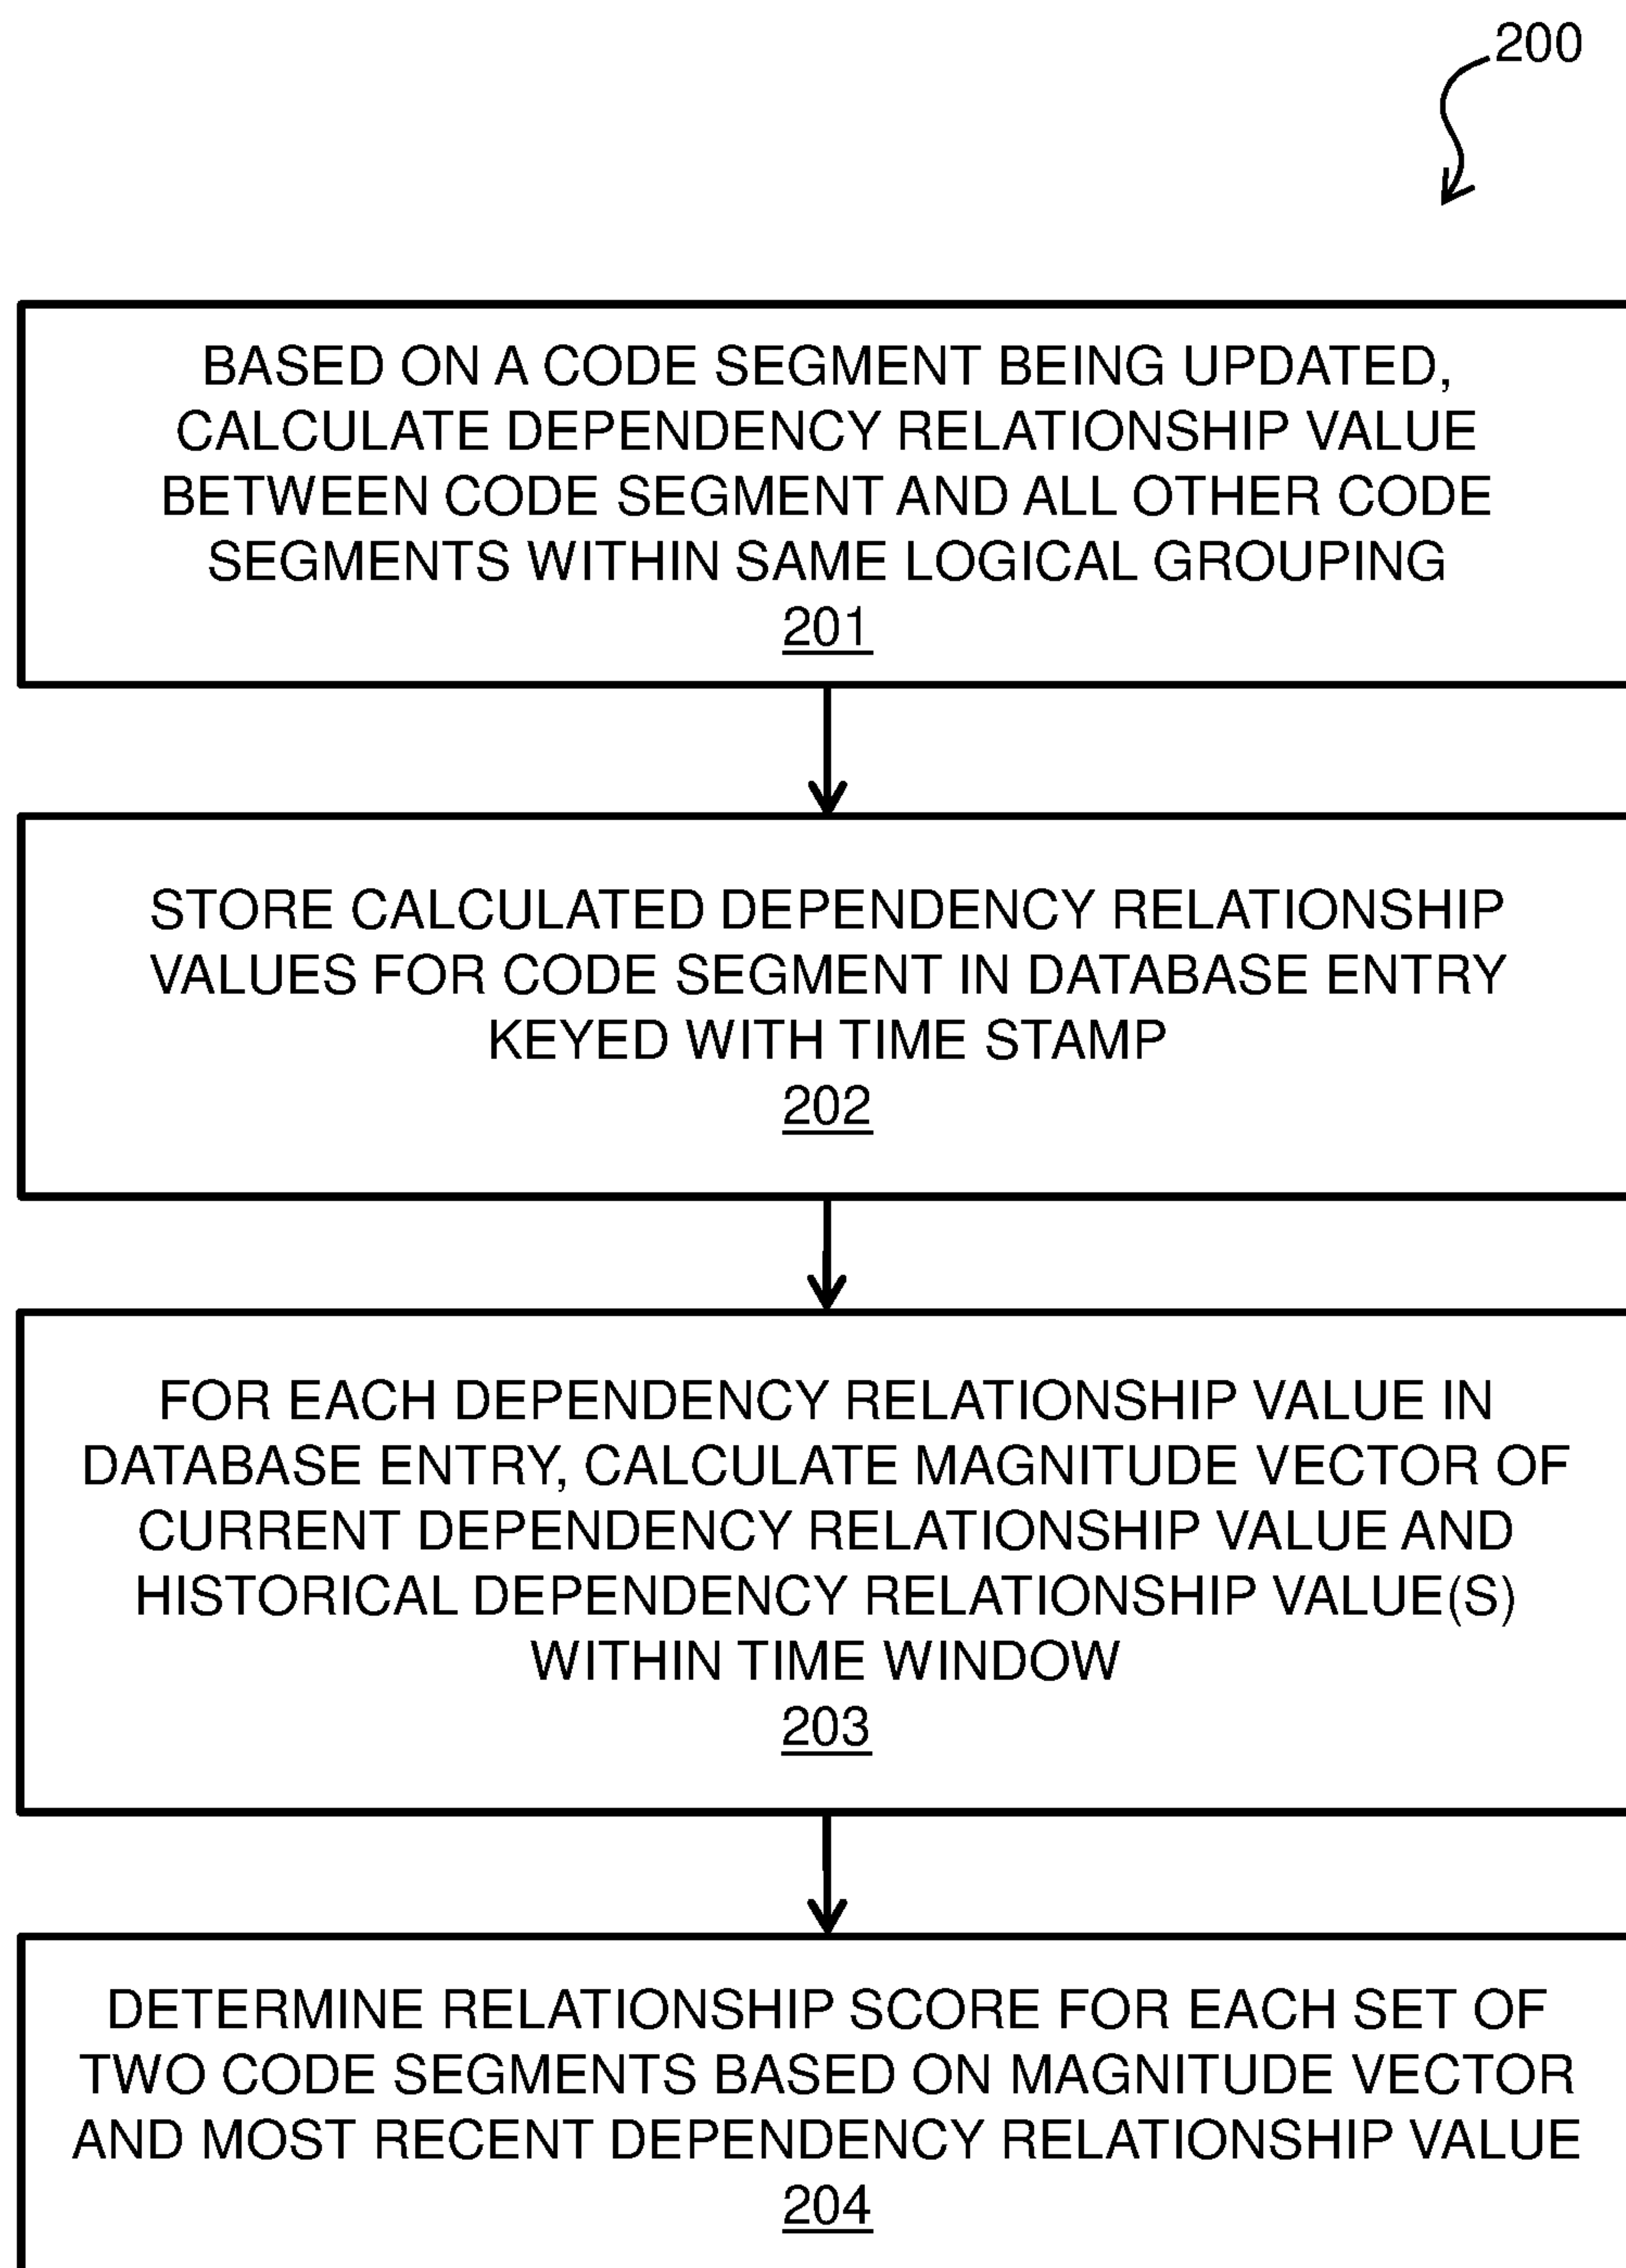 200
BASED ON A CODE SEGMENT BEING UPDATED,
CALCULATE DEPENDENCY RELATIONSHIP VALUE
BETWEEN CODE SEGMENT AND ALL OTHER CODE
SEGMENTS WITHIN SAME LOGICAL GROUPING
201
STORE CALCULATED DEPENDENCY RELATIONSHIP
VALUES FOR CODE SEGMENT IN DATABASE ENTRY
KEYED WITH TIME STAMP
202
FOR EACH DEPENDENCY RELATIONSHIP VALUE IN
DATABASE ENTRY, CALCULATE MAGNITUDE VECTOR OF
CURRENT DEPENDENCY RELATIONSHIP VALUE AND
HISTORICAL DEPENDENCY RELATIONSHIP VALUE(S)
WITHIN TIME WINDOW
203
DETERMINE RELATIONSHIP SCORE FOR EACH SET OF
TWO CODE SEGMENTS BASED ON MAGNITUDE VECTOR
AND MOST RECENT DEPENDENCY RELATIONSHIP VALUE
204